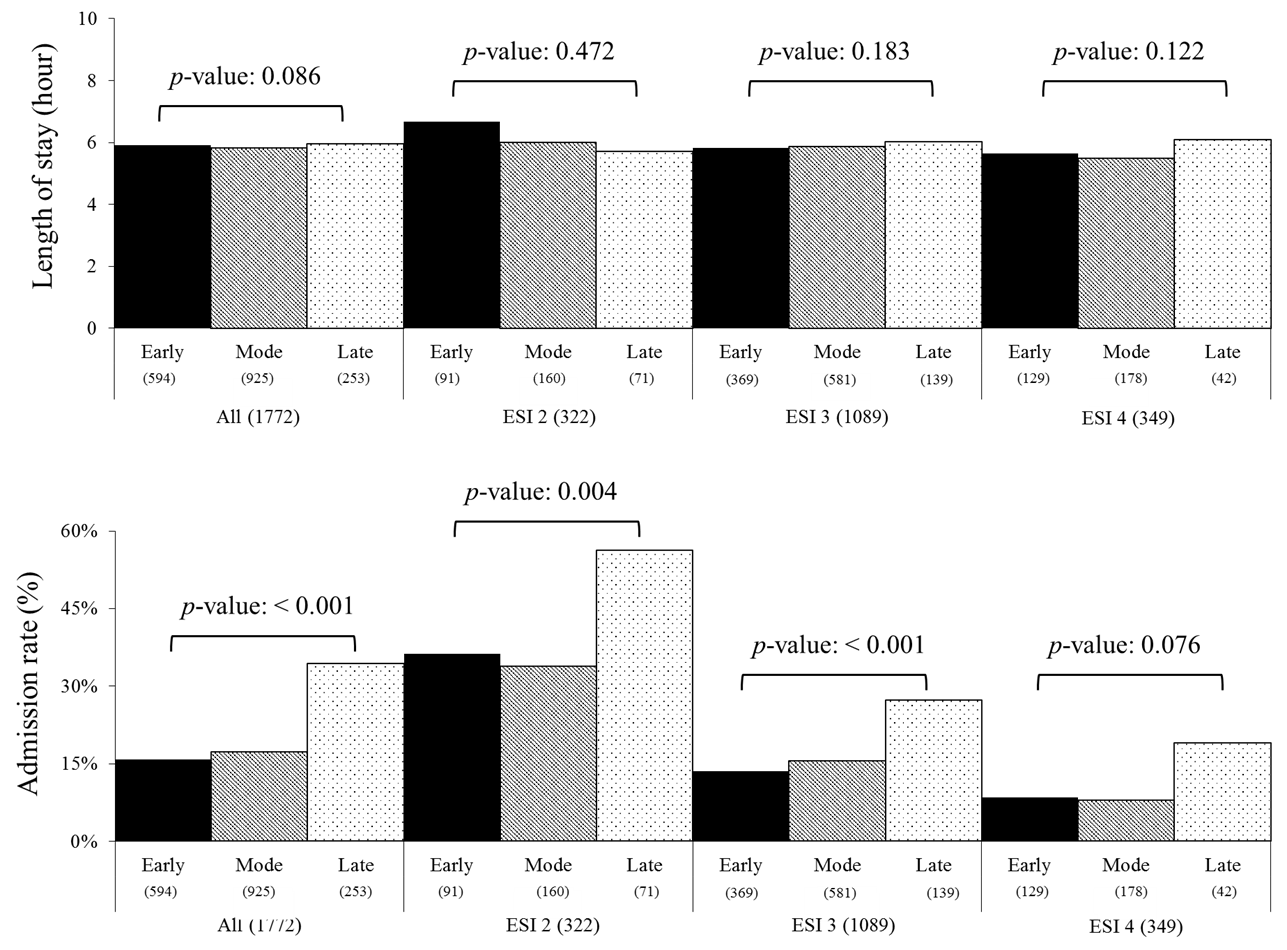 10
8
6
4
2
0
Length of stay (hour)
p-value: 0.086
p-value: 0.472
p-value: 0.183
p-value: 0.122
Early Mode Late Early Mode Late Early Mode Late Early Mode Late
(594) (925) (253) (91) (160) (71) (369) (581) (139) (129) (178) (42)
All (1772) ESI 2 (322) ESI 3 (1089) ESI 4 (349)
60%
45%
30%
15%
0%
Admission rate (%)
p-value: < 0.001
p-value: 0.004
p-value: < 0.001
p-value: 0.076
Early Mode Late Early Mode Late Early Mode Late Early Mode Late
(594) (925) (253) (91) (160) (71) (369) (581) (139) (129) (178) (42)
All (1772) ESI 2 (322) ESI 3 (1089) ESI 4 (349)